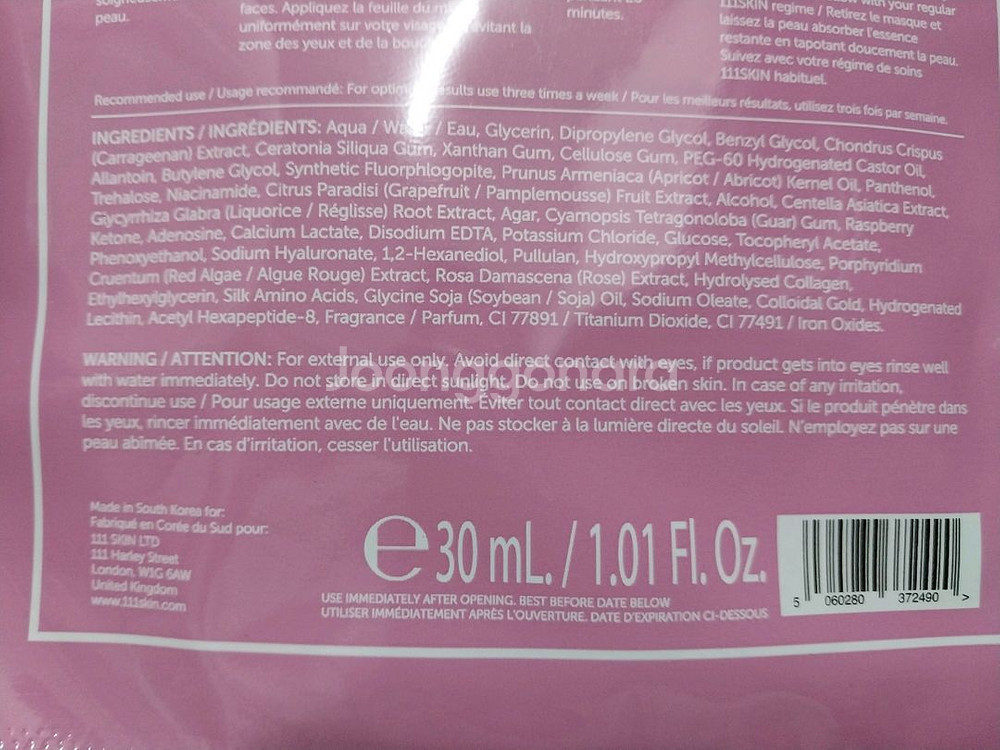 peau.
faces. Appliquez la feuille du
uniformément sur votre évitant la
zone des yeux et de la
minutes.
with your regular
111SKIN regime / Retirez le masque et
laissez la peau absorber l'essence
restante en tapotant doucement la peau.
Suivez avec votre régime de soins
111SKIN habituel.
Recommended use / Usage recommandé: For results use three times a week / Pour les meilleurs résultats, utilisez trois fois par semaine.
INGREDIENTS / INGRÉDIENTS: Aqua / / Eau, Glycerin, Dipropylene Glycol, Benzyl Glycol, Chondrus Crispus
(Carrageenan) Extract, Ceratonia Siliqua Gum, Xanthan Gum, Cellulose Gum, PEG-60 Hydrogenated Castor Oil,
Allantoin, Butylene Glycol, Synthetic Fluorphlogopite, Prunus Armeniaca (Apricot / Abricot) Kernel Oil, Panthenol,
Trehalose, Niacinamide, Citrus Paradisi (Grapefruit / Pamplemousse) Fruit Extract, Alcohol, Centella Asiatica Extract,
Glycyrrhiza Glabra (Liquorice / Réglisse) Root Extract, Agar, Cyamopsis Tetragonoloba (Guar) Gum, Raspberry
Ketone, Adenosine, Calcium Lactate, Disodium EDTA, Potassium Chloride, Glucose, Tocopheryl Acetate,
Phenoxyethanol, Sodium Hyaluronate, 1,2-Hexanediol, Pullulan, Hydroxypropyl Methylcellulose, Porphyridium
Cruentum (Red Algae / Algue Rouge) Extract, Rosa Damascena (Rose) Extract, Hydrolysed Collagen,
Ethylhexylglycerin, Silk Amino Acids, Glycine Soja (Soybean / Soja) Oil, Sodium Oleate, Colloidal Gold, Hydrogenated
Lecithin, Acetyl Hexapeptide-8, Fragrance / Parfum, CI 77891 / Titanium Dioxide, CI 77491 / Iron Oxides.
WARNING / ATTENTION: For external use only. Avoid direct contact with eyes, if product gets into eyes rinse well
with water immediately. Do not store in direct sunlight. Do not use on broken skin. In case of any irritation,
discontinue use / Pour usage externe uniquement. Éviter tout contact direct avec les yeux. Si le produit pénètre dans
les yeux, rincer immédiatement avec de l'eau. Ne pas stocker à la lumière directe du soleil. N'employez pas sur une
peau abîmée. En cas d'irritation, cesser l'utilisation.
Joonggonara
Made in South Korea for:
Fabriqué en Corée du Sud pour:
111 SKIN LTD
111 Harley Street
London, W1G 6AW
United Kingdom
www.111skin.com
℮ 30 mL. / 1.01 Fl. Oz.
USE IMMEDIATELY AFTER OPENING. BEST BEFORE DATE BELOW
UTILISER IMMÉDIATEMENT APRÈS L'OUVERTURE. DATE D'EXPIRATION CI-DESSOUS
5 060280 372490 >